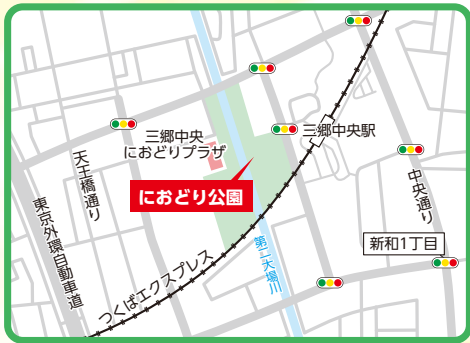 三郷中央
におどりプラザ
三郷中央駅
天王橋通り
におどり公園
中央通り
東京外環自動車道
新和1丁目
第二大場川
つくばエクスプレス